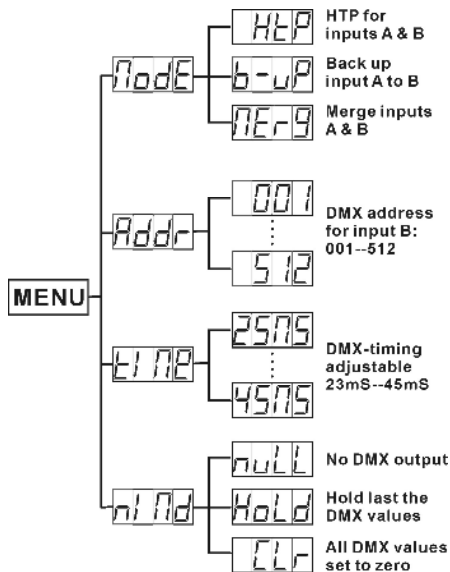 HtP
HTP for
inputs A & B
ModE
b-uP
Back up
input A to B
MErg
Merge inputs
A & B
001
Addr
DMX address
for input B:
001--512
512
MENU
25MS
tIME
DMX-timing
adjustable
23mS--45mS
45MS
nuLL
No DMX output
nIMd
HoLd
Hold last the
DMX values
CLr
All DMX values
set to zero